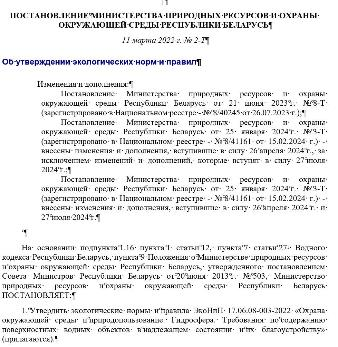 ПОСТАНОВЛЕНИЕ МИНИСТЕРСТВА ПРИРОДНЫХ РЕСУРСОВ И ОХРАНЫ
ОКРУЖАЮЩЕЙ СРЕДЫ РЕСПУБЛИКИ БЕЛАРУСЬ¶
11 марта 2022 г. № 2-Т¶
Об утверждении экологических норм и правил¶
Изменения и дополнения:¶
Постановление Министерства природных ресурсов и охраны
окружающей среды Республики Беларусь от 21 июня 2023 г. № 8-Т
(зарегистрировано в Национальном реестре - № 8/40245 от 26.07.2023 г.);¶
Постановление Министерства природных ресурсов и охраны
окружающей среды Республики Беларусь от 25 января 2024 г. № 3-Т
(зарегистрировано в Национальном реестре - № 8/41161 от 15.02.2024 г.) -
внесены изменения и дополнения, вступившие в силу 26 апреля 2024 г., за
исключением изменений и дополнений, которые вступят в силу 27 июля
2024 г.;¶
Постановление Министерства природных ресурсов и охраны
окружающей среды Республики Беларусь от 25 января 2024 г. № 3-Т
(зарегистрировано в Национальном реестре - № 8/41161 от 15.02.2024 г.) -
внесены изменения и дополнения, вступившие в силу 26 апреля 2024 г. и
27 июля 2024 г.¶
¶
На основании подпункта 1.16 пункта 1 статьи 12, пункта 7 статьи 27 Водного
кодекса Республики Беларусь, пункта 9 Положения о Министерстве природных ресурсов
и охраны окружающей среды Республики Беларусь, утвержденного постановлением
Совета Министров Республики Беларусь от 20 июня 2013 г. № 503, Министерство
природных ресурсов и охраны окружающей среды Республики Беларусь
ПОСТАНОВЛЯЕТ:¶
1. Утвердить экологические нормы и правила ЭкоНиП 17.06.08-003-2022 «Охрана
окружающей среды и природопользование. Гидросфера. Требования по содержанию
поверхностных водных объектов в надлежащем состоянии и их благоустройству»
(прилагаются).¶